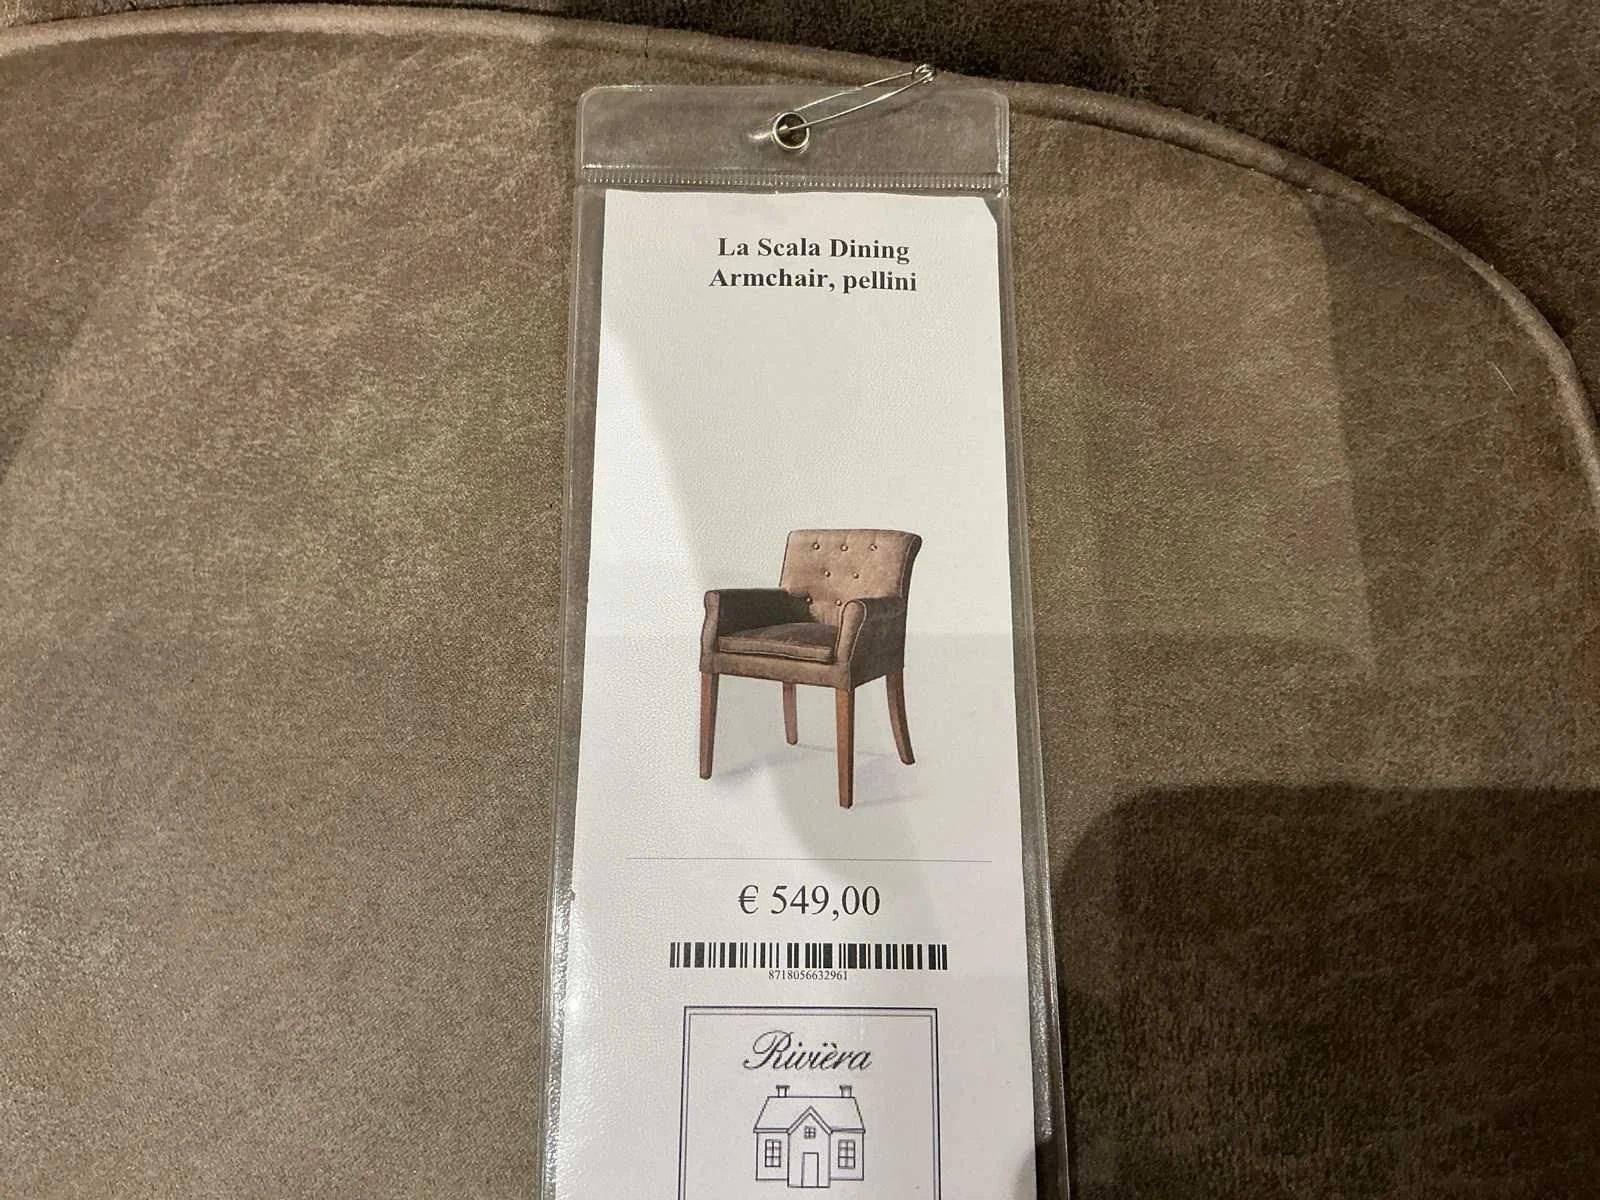 La Scala Dining
Armchair, pellini
€ 549,00
8718056632961
Rivièra